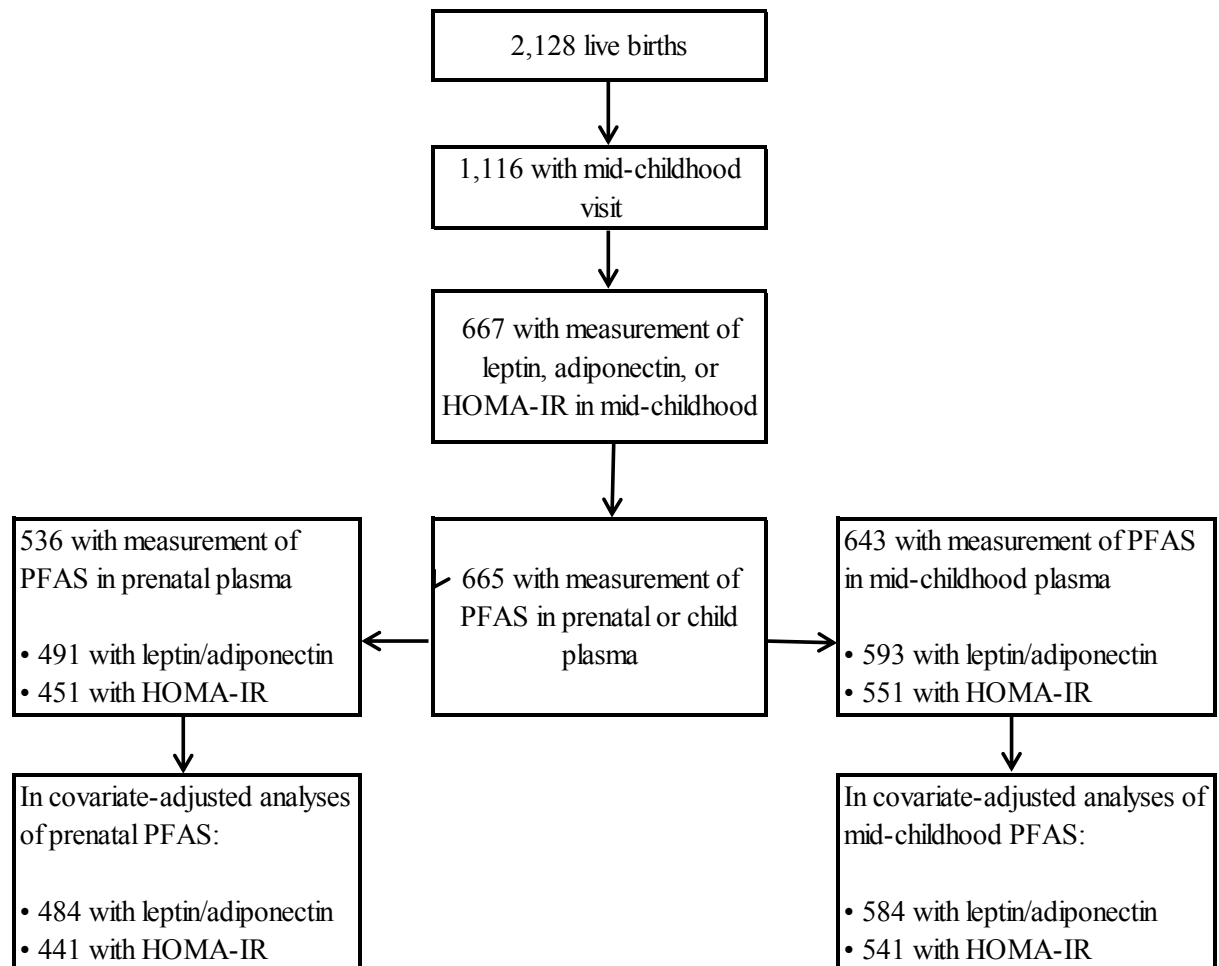 2,128 live births
1,116 with mid-childhood
visit
667 with measurement of
leptin, adiponectin, or
HOMA-IR in mid-childhood
536 with measurement of
PFAS in prenatal plasma
• 491 with leptin/adiponectin
• 451 with HOMA-IR
665 with measurement of
PFAS in prenatal or child
plasma
643 with measurement of PFAS
in mid-childhood plasma
• 593 with leptin/adiponectin
• 551 with HOMA-IR
In covariate-adjusted analyses
of prenatal PFAS:
• 484 with leptin/adiponectin
• 441 with HOMA-IR
In covariate-adjusted analyses of
mid-childhood PFAS:
• 584 with leptin/adiponectin
• 541 with HOMA-IR